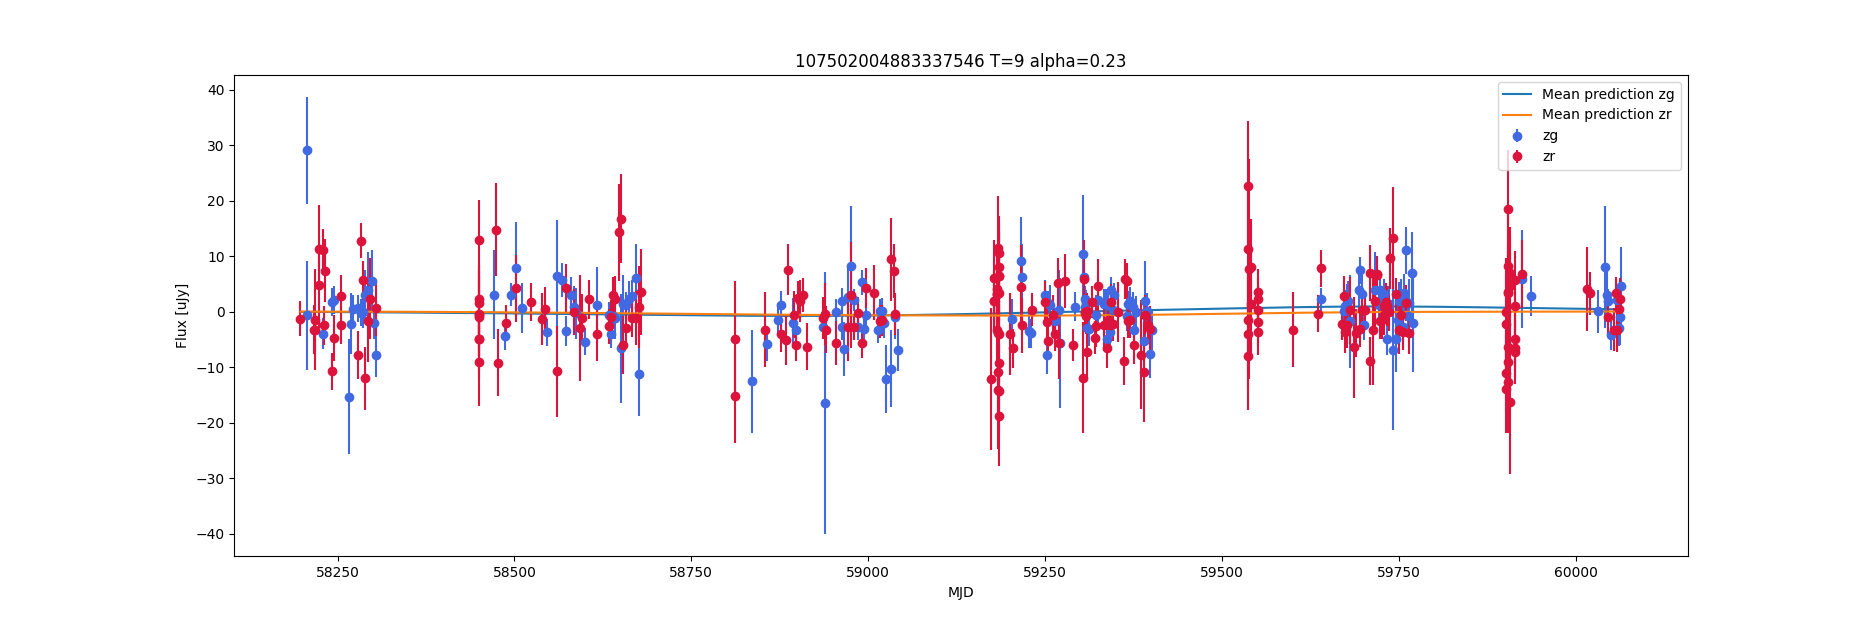 107502004883337546 T=9 alpha=0.23
Flux [uJy]
40
30
20
10
0
−10
−20
−30
−40
Mean prediction zg
Mean prediction zr
zg
zr
58250
58500
58750
59000
59250
59500
59750
60000
MJD